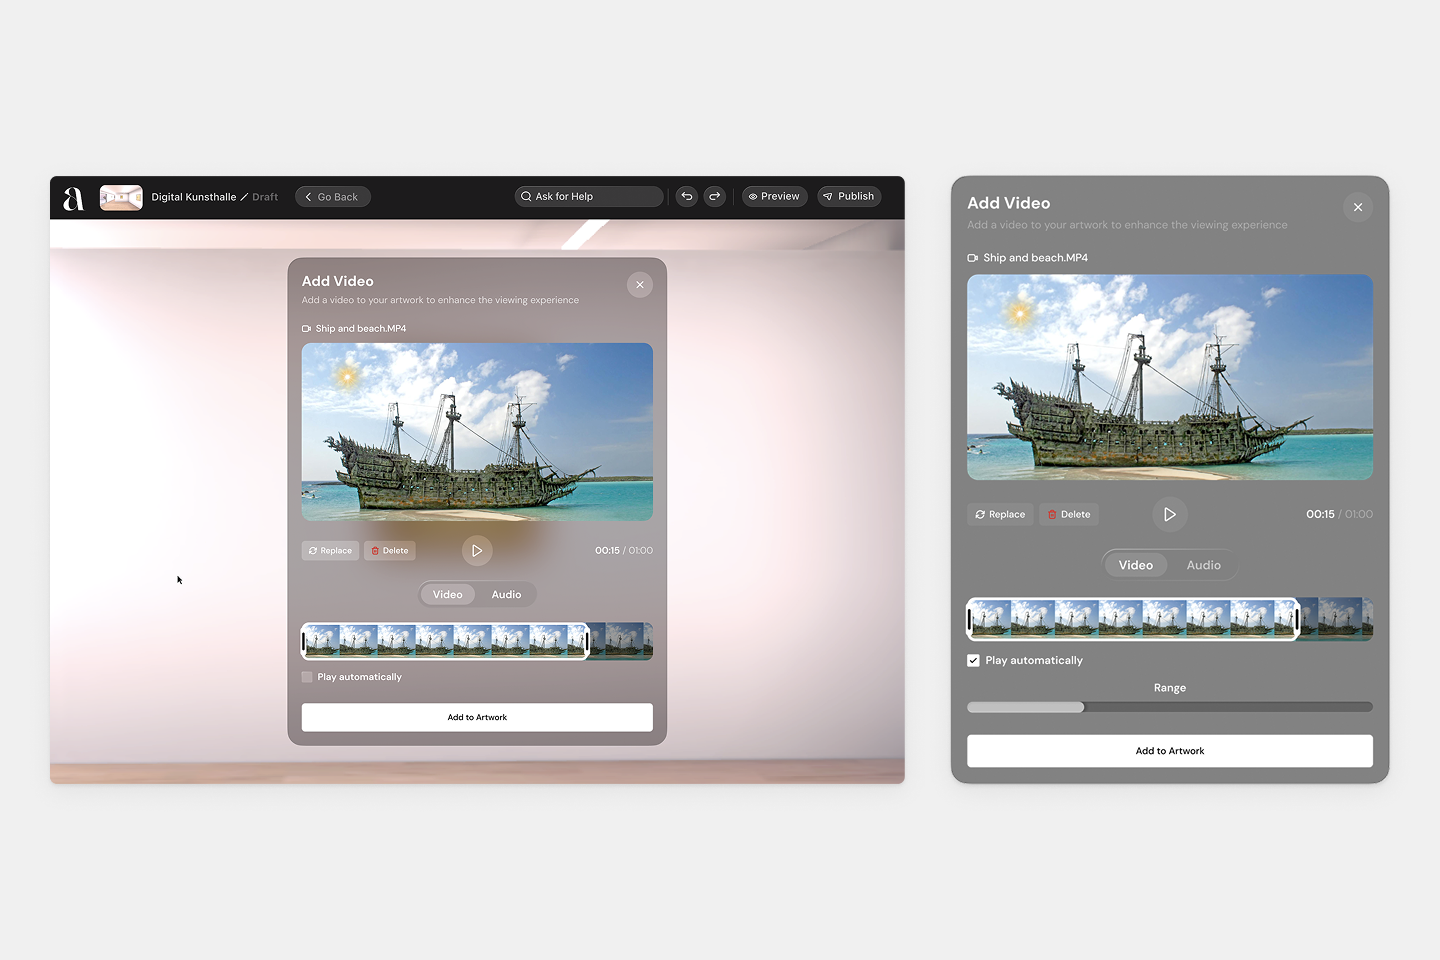 a
Digital Kunsthalle / Draft
Go Back
Ask for Help
Preview
Publish
Add Video
Add a video to your artwork to enhance the viewing experience
Ship and beach.MP4
Replace
Delete
00:15 / 01:00
Video
Audio
Play automatically
Add to Artwork
Add Video
Add a video to your artwork to enhance the viewing experience
Ship and beach.MP4
Replace
Delete
00:15 / 01:00
Video
Audio
Play automatically
Range
Add to Artwork